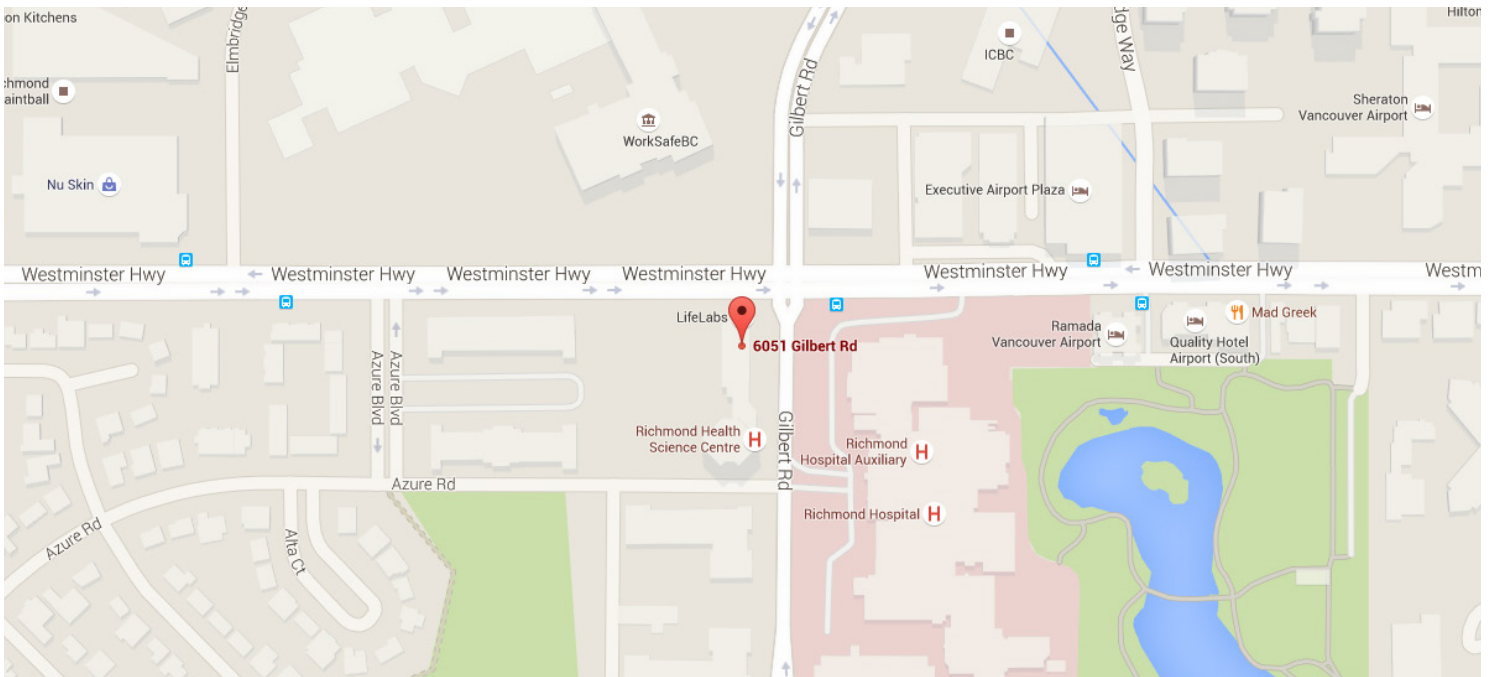 on Kitchens
Elmbridge
Gilbert Rd
ICBC
dge Way
Hilton
chmond
aintball
WorkSafeBC
Sheraton
Vancouver Airport
Nu Skin
Executive Airport Plaza
Westminster Hwy
Westminster Hwy
Westminster Hwy
Westminster Hwy
Westminster Hwy
Westminster Hwy
Westm
LifeLabs
6051 Gilbert Rd
Ramada
Vancouver Airport
Mad Greek
Quality Hotel
Airport (South)
Azure Blvd
Azure Blvd
Richmond Health
Science Centre
Gilbert Rd
Richmond
Hospital Auxiliary
Azure Rd
Richmond Hospital
Azure Rd
Alta Ct
H
H
H